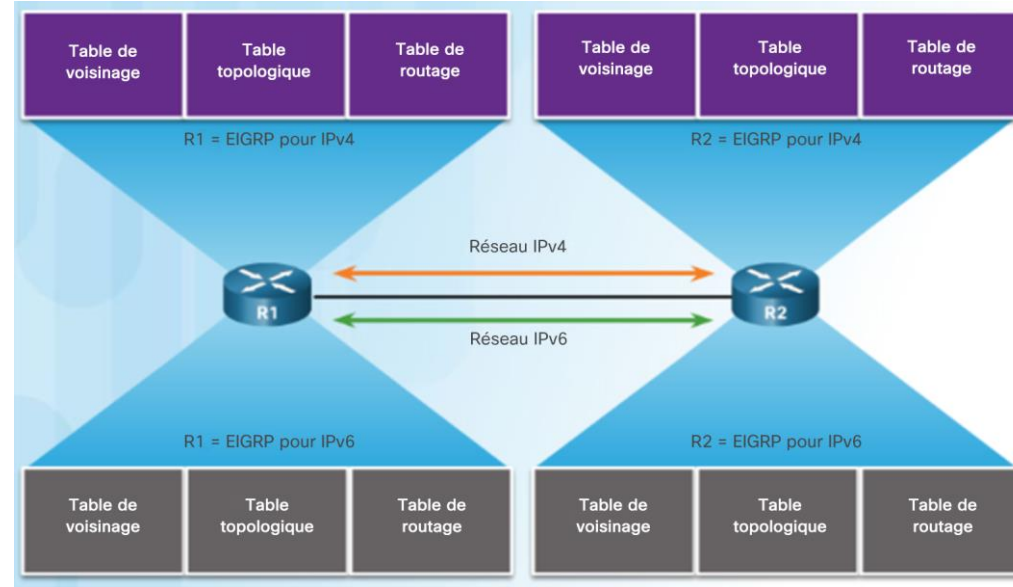 Table de
voisinage
Table
topologique
Table de
routage
Table de
voisinage
Table
topologique
Table de
routage
R1 = EIGRP pour IPv4
R2 = EIGRP pour IPv4
Réseau IPv4
R1
R2
Réseau IPv6
R1 = EIGRP pour IPv6
R2 = EIGRP pour IPv6
Table de
voisinage
Table
topologique
Table de
routage
Table de
voisinage
Table
topologique
Table de
routage